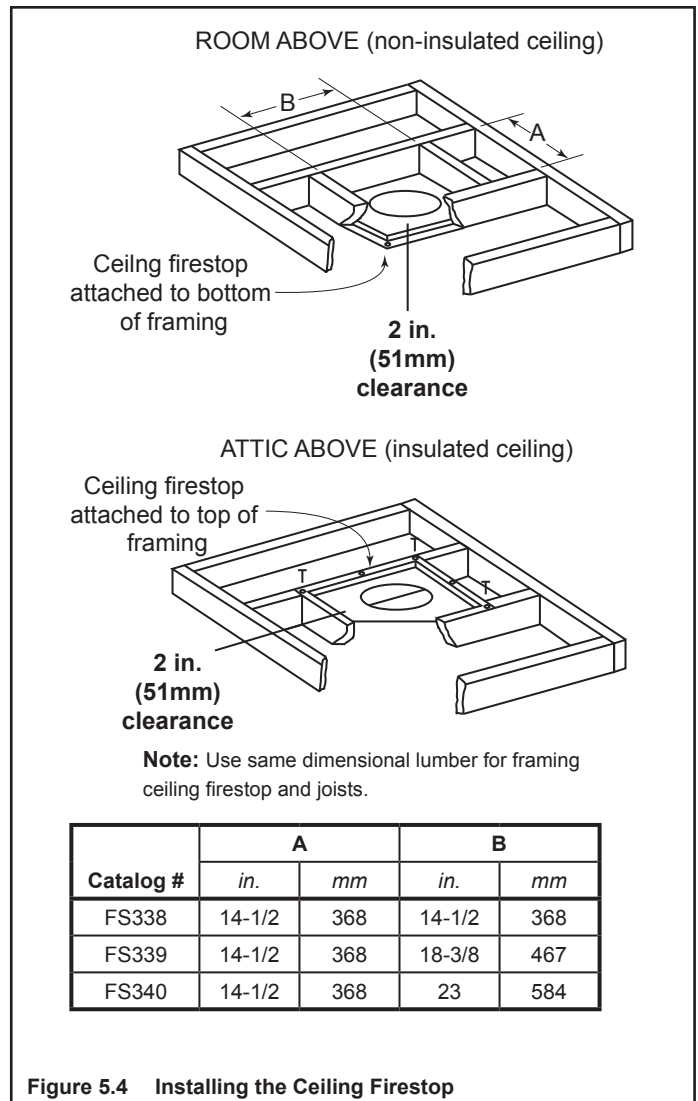 ROOM ABOVE (non-insulated ceiling)
B
A
Ceilng firestop
attached to bottom
of framing
2 in.
(51mm)
clearance
ATTIC ABOVE (insulated ceiling)
Ceiling firestop
attached to top of
framing
2 in.
(51mm)
clearance
Note: Use same dimensional lumber for framing
ceiling firestop and joists.
A B
Catalog # in. mm in. mm
FS338 14-1/2 368 14-1/2 368
FS339 14-1/2 368 18-3/8 467
FS340 14-1/2 368 23 584
Figure 5.4 Installing the Ceiling Firestop